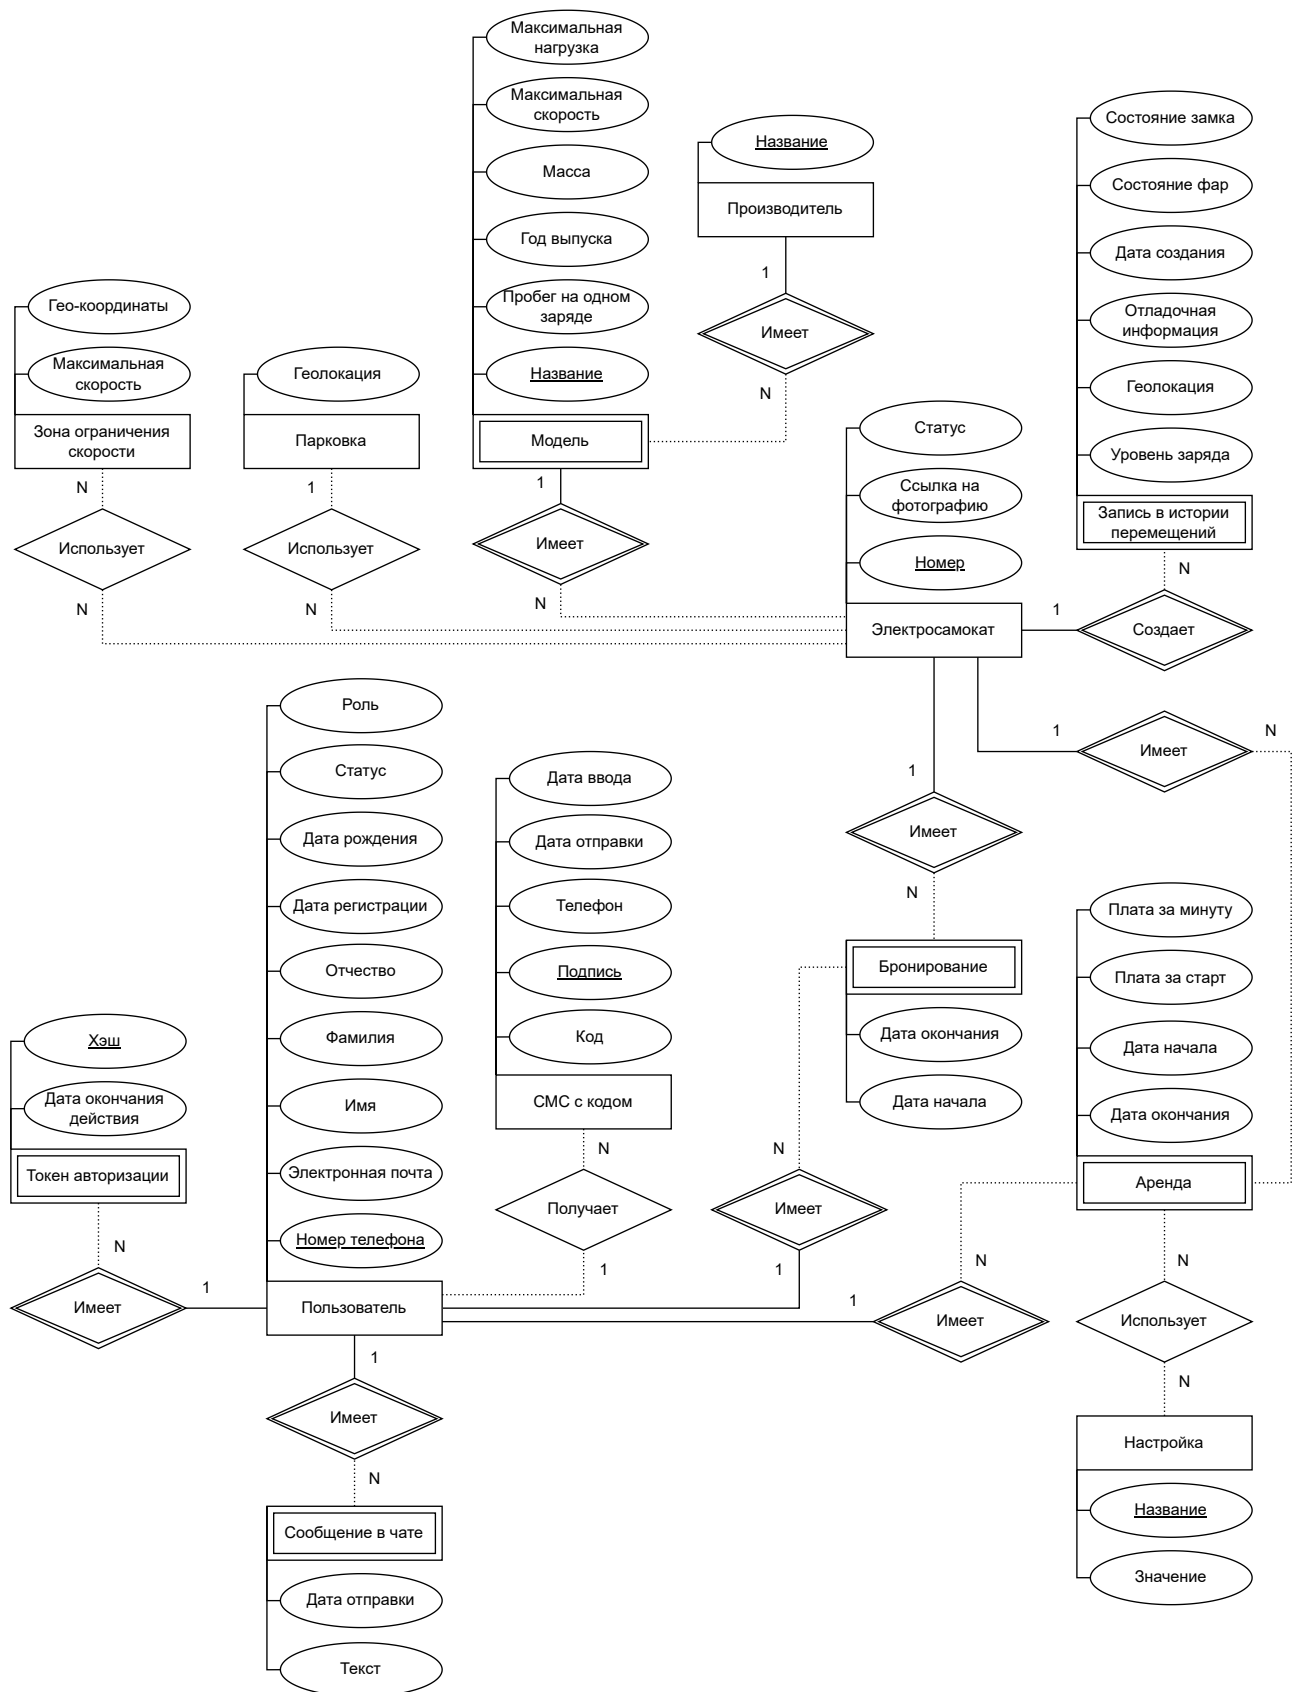 Максимальная
нагрузка
Максимальная
скорость
Масса
Год выпуска
Пробег на одном
заряде
Название
Модель
1
Имеет
N
Название
Производитель
1
Имеет
N
Состояние замка
Состояние фар
Дата создания
Отладочная
информация
Геолокация
Уровень заряда
Запись в истории
перемещений
N
1
Создает
Гео-координаты
Максимальная
скорость
Зона ограничения
скорости
N
Использует
N
Геолокация
Парковка
1
Использует
N
Статус
Ссылка на
фотографию
Номер
Электросамокат
1
Имеет
N
1
Имеет
N
Роль
Статус
Дата рождения
Дата регистрации
Отчество
Фамилия
Имя
Электронная почта
Номер телефона
Пользователь
Дата ввода
Дата отправки
Телефон
Подпись
Код
СМС с кодом
N
Получает
1
Бронирование
Дата окончания
Дата начала
N
Имеет
1
Плата за минуту
Плата за старт
Дата начала
Дата окончания
Аренда
N
1
Имеет
N
Использует
N
Настройка
Название
Значение
Хэш
Дата окончания
действия
Токен авторизации
N
Имеет
1
1
Имеет
N
Сообщение в чате
Дата отправки
Текст